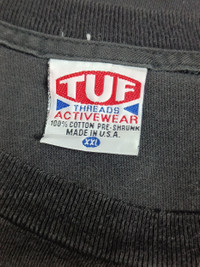 TUF
THREADS
ACTIVEWEAR
100% COTTON PRE-SHRUNK
MADE IN U.S.A.
XXL